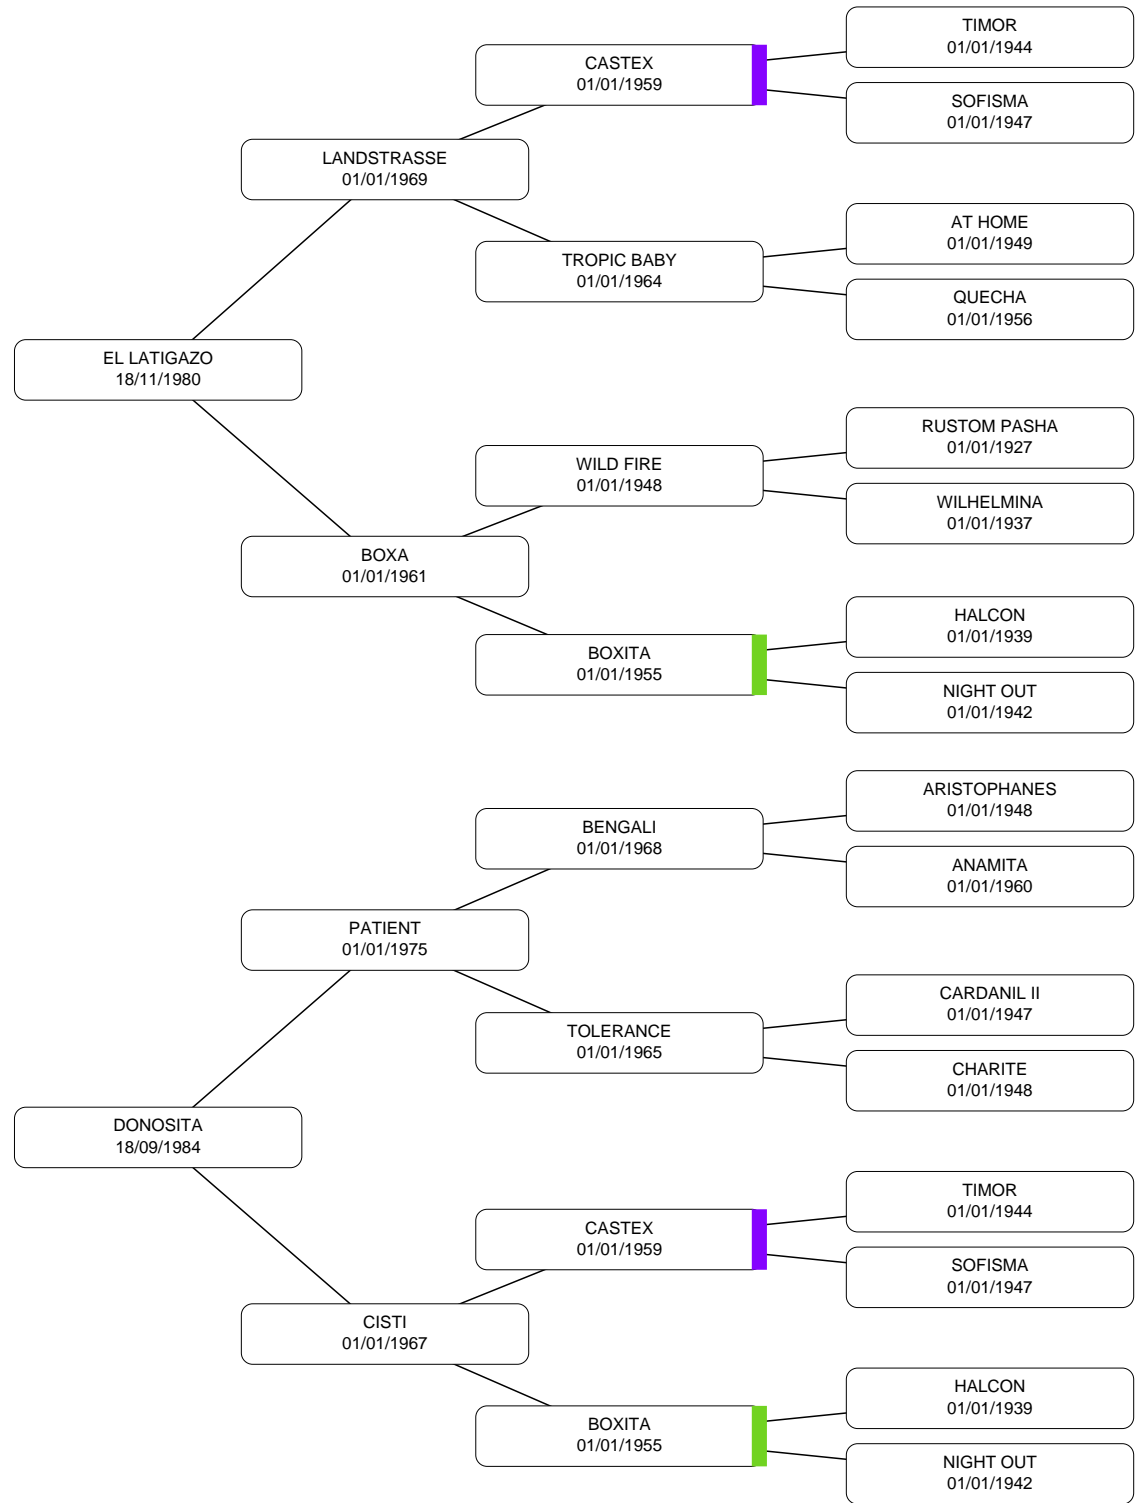 TIMOR
01/01/1944
CASTEX
01/01/1959
SOFISMA
01/01/1947
LANDSTRASSE
01/01/1969
AT HOME
01/01/1949
TROPIC BABY
01/01/1964
QUECHA
01/01/1956
EL LATIGAZO
18/11/1980
RUSTOM PASHA
01/01/1927
WILD FIRE
01/01/1948
WILHELMINA
01/01/1937
BOXA
01/01/1961
HALCON
01/01/1939
BOXITA
01/01/1955
NIGHT OUT
01/01/1942
ARISTOPHANES
01/01/1948
BENGALI
01/01/1968
ANAMITA
01/01/1960
PATIENT
01/01/1975
CARDANIL II
01/01/1947
TOLERANCE
01/01/1965
CHARITE
01/01/1948
DONOSITA
18/09/1984
TIMOR
01/01/1944
CASTEX
01/01/1959
SOFISMA
01/01/1947
CISTI
01/01/1967
HALCON
01/01/1939
BOXITA
01/01/1955
NIGHT OUT
01/01/1942